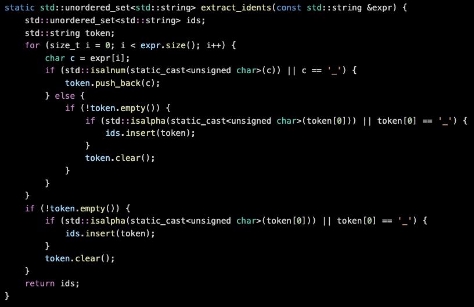 static std::unordered_set<std::string> extract_idents(const std::string &expr) {
    std::unordered_set<std::string> ids;
    std::string token;
    for (size_t i = 0; i < expr.size(); i++) {
        char c = expr[i];
        if (std::isalnum(static_cast<unsigned char>(c)) || c == '_') {
            token.push_back(c);
        } else {
            if (!token.empty()) {
                if (std::isalpha(static_cast<unsigned char>(token[0])) || token[0] == '_') {
                    ids.insert(token);
                }
                token.clear();
            }
        }
    }
    if (!token.empty()) {
        if (std::isalpha(static_cast<unsigned char>(token[0])) || token[0] == '_') {
            ids.insert(token);
        }
        token.clear();
    }
    return ids;
}